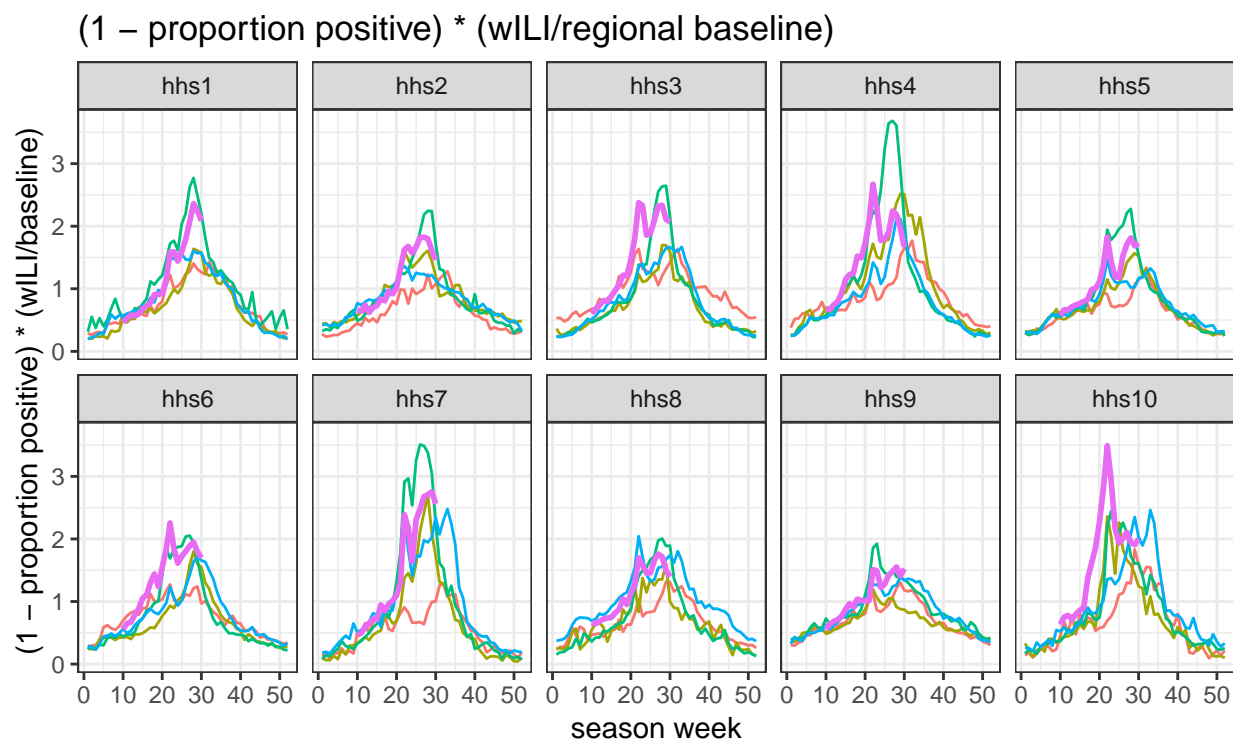 (1 − proportion positive) * (wILI/regional baseline)
hhs1 hhs2 hhs3 hhs4 hhs5
3
2
1
0
hhs6 hhs7 hhs8 hhs9 hhs10
3
2
1
0
0 10 20 30 40 50 0 10 20 30 40 50 0 10 20 30 40 50 0 10 20 30 40 50 0 10 20 30 40 50
season week
(1 − proportion positive) * (wILI/baseline)